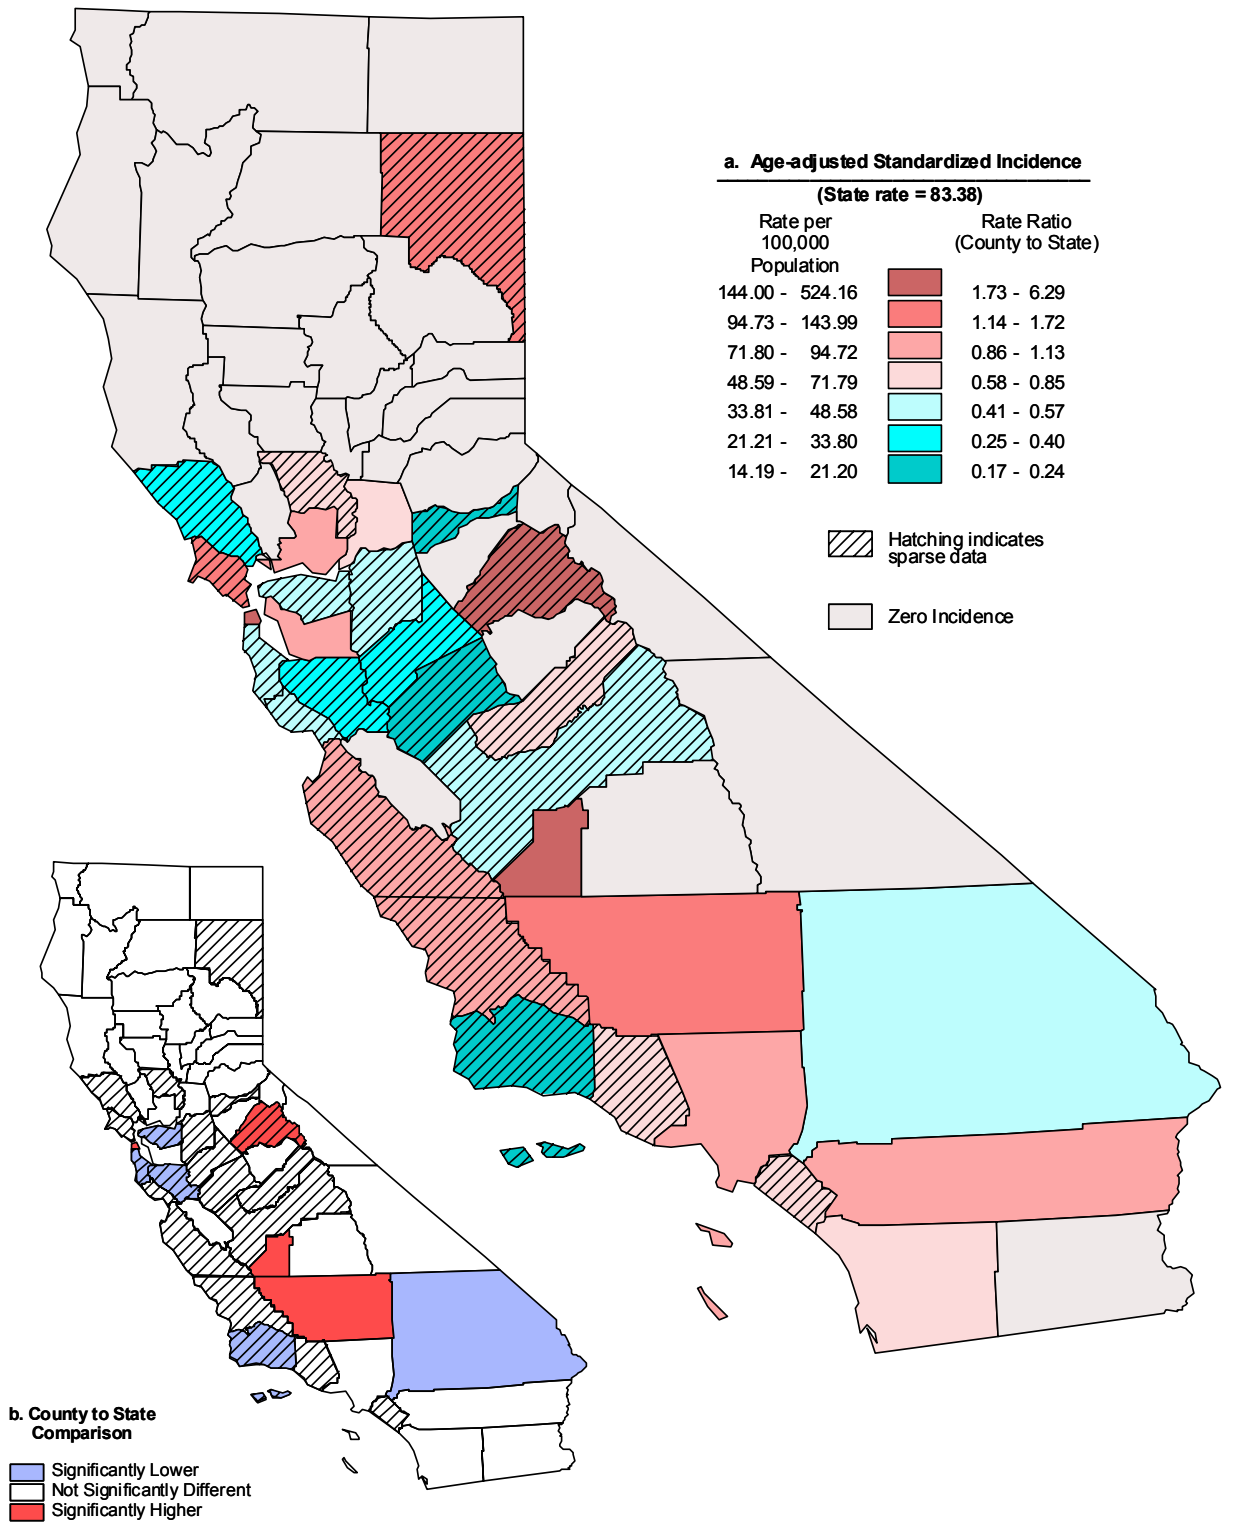 a. Age-adjusted Standardized Incidence
(State rate = 83.38)
Rate per
100,000
Population
Rate Ratio
(County to State)
144.00 - 524.16 1.73 - 6.29
94.73 - 143.99 1.14 - 1.72
71.80 - 94.72 0.86 - 1.13
48.59 - 71.79 0.58 - 0.85
33.81 - 48.58 0.41 - 0.57
21.21 - 33.80 0.25 - 0.40
14.19 - 21.20 0.17 - 0.24
Hatching indicates
sparse data
Zero Incidence
b. County to State
Comparison
Significantly Lower
Not Significantly Different
Significantly Higher